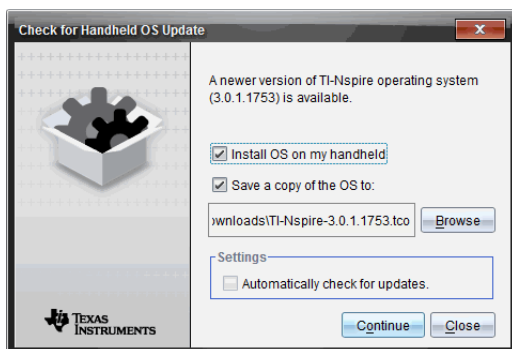 Check for Handheld OS Update
A newer version of TI-Nspire operating system
(3.0.1.1753) is available.
Install OS on my handheld
Save a copy of the OS to:
ownloads\TI-Nspire-3.0.1.1753.tco
Browse
Settings
Automatically check for updates.
TEXAS
INSTRUMENTS
Continue
Close